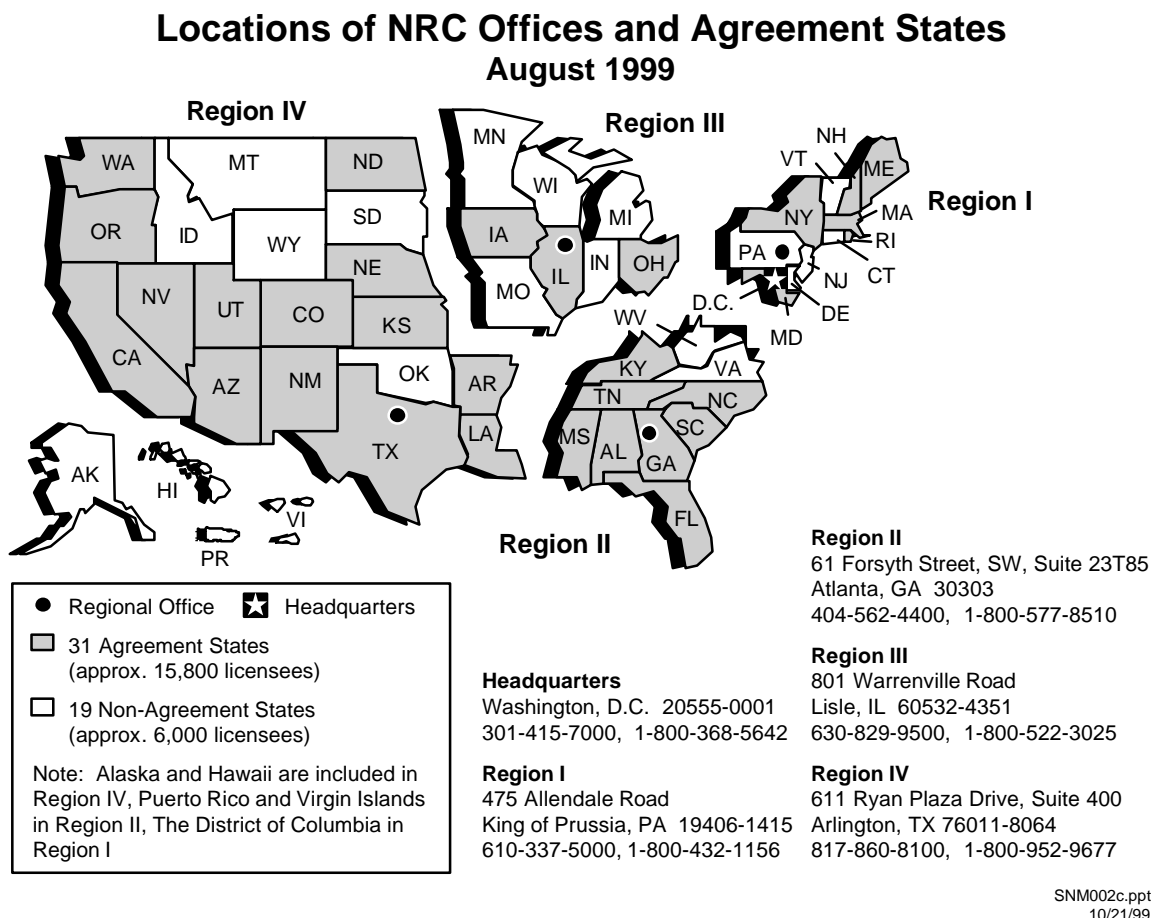 Locations of NRC Offices and Agreement States
August 1999
Region IV
Region III
Region I
Region II
WA
MT
ND
OR
ID
SD
WY
NE
NV
UT
CO
KS
CA
AZ
NM
OK
AR
TX
LA
AK
HI
PR
VI
MN
WI
MI
IA
IL
IN
OH
MO
NH
VT
ME
NY
MA
RI
PA
CT
NJ
DE
D.C.
MD
WV
KY
VA
TN
NC
MS
AL
GA
SC
FL
Regional Office
Headquarters
31 Agreement States
(approx. 15,800 licensees)
19 Non-Agreement States
(approx. 6,000 licensees)
Note: Alaska and Hawaii are included in
Region IV, Puerto Rico and Virgin Islands
in Region II, The District of Columbia in
Region I
Headquarters
Washington, D.C. 20555-0001
301-415-7000, 1-800-368-5642
Region I
475 Allendale Road
King of Prussia, PA 19406-1415
610-337-5000, 1-800-432-1156
Region II
61 Forsyth Street, SW, Suite 23T85
Atlanta, GA 30303
404-562-4400, 1-800-577-8510
Region III
801 Warrenville Road
Lisle, IL 60532-4351
630-829-9500, 1-800-522-3025
Region IV
611 Ryan Plaza Drive, Suite 400
Arlington, TX 76011-8064
817-860-8100, 1-800-952-9677
SNM002c.ppt
10/21/99